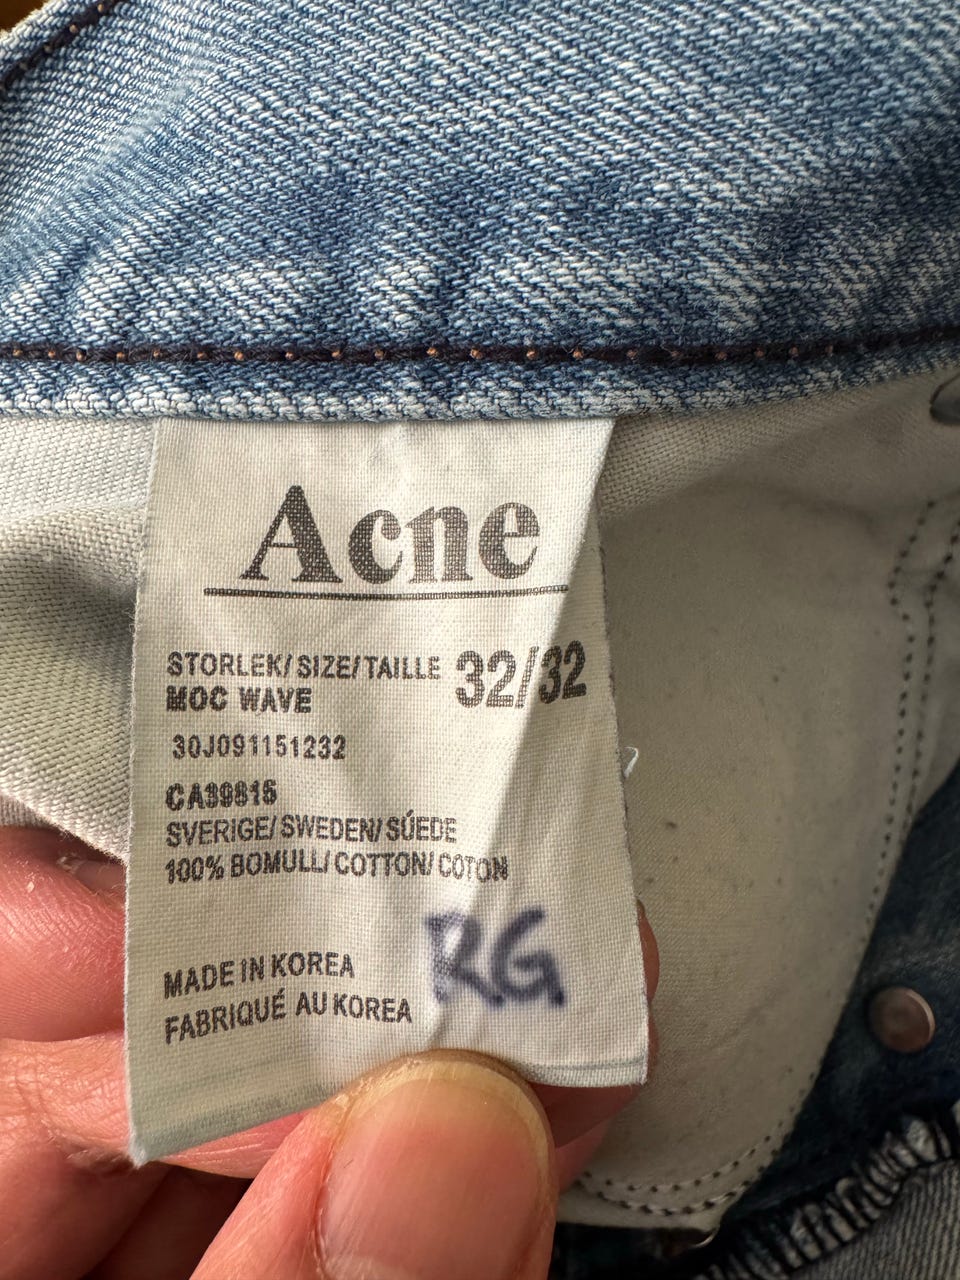 Acne
STORLEK/SIZE/TAILLE 32/32
MOC WAVE
30J091151232
CA39815
SVERIGE/SWEDEN/SÚEDE
100% BOMULL/COTTON/COTON
RG
MADE IN KOREA
FABRIQUÉ AU KOREA